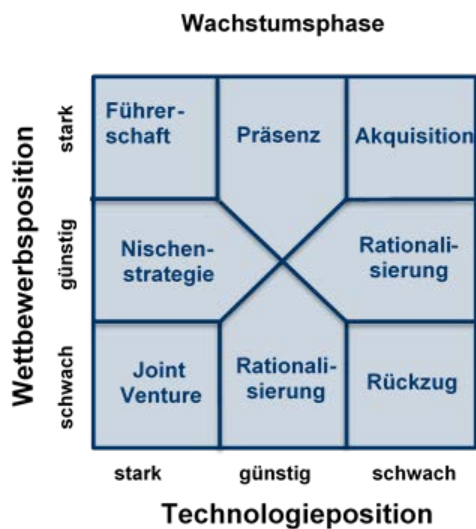 Wachstumsphase
Wettbewerbsposition
stark
günstig
schwach
Führer-
schaft
Präsenz
Akquisition
Nischen-
strategie
Rationali-
sierung
Joint
Venture
Rationali-
sierung
Rückzug
stark
günstig
schwach
Technologieposition